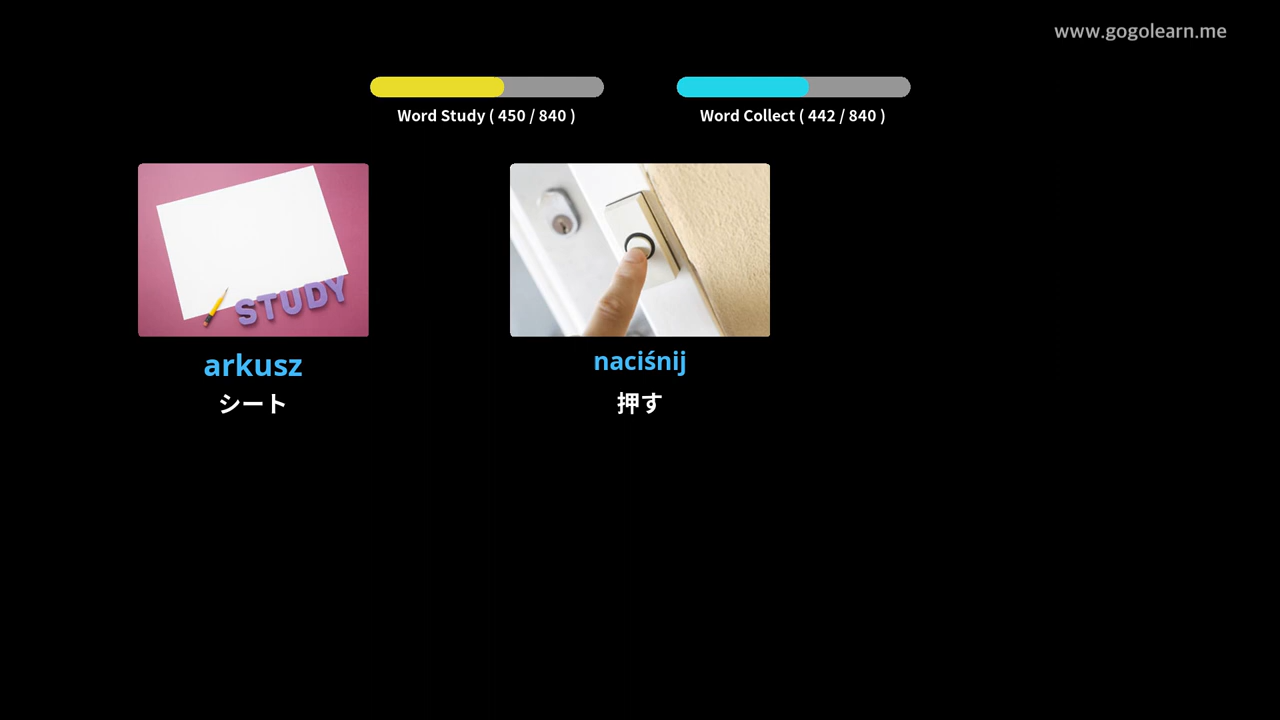 www.gogolearn.me
Word Study ( 450 / 840 )
Word Collect ( 442 / 840 )
STUDY
arkusz
シート
naciśnij
押す